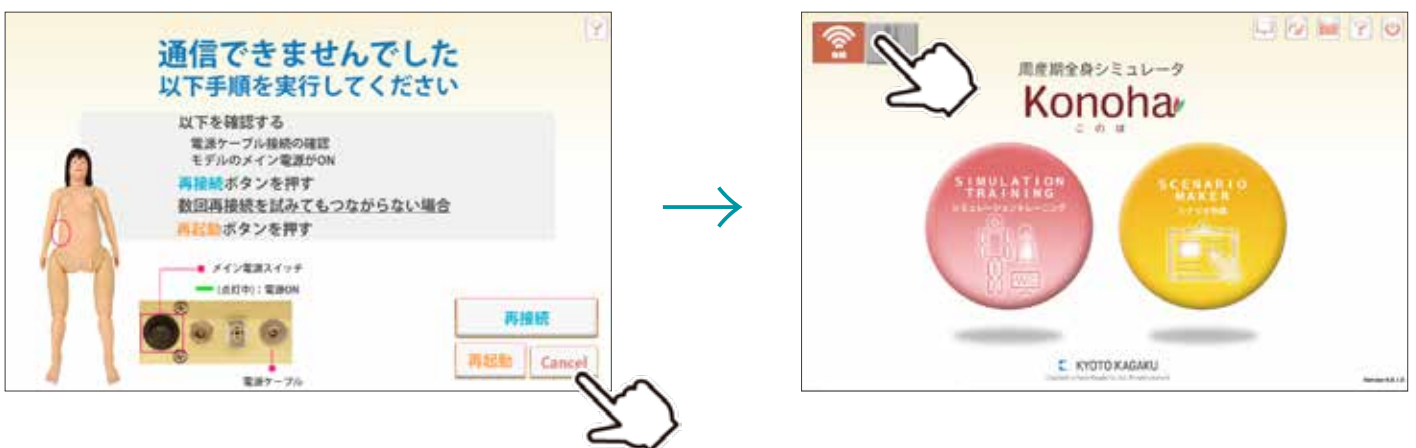 ?
通信できませんでした
以下手順を実行してください
以下を確認する
電源ケーブル接続の確認
モデルのメイン電源がON
再接続ボタンを押す
数回再接続を試みてもつながらない場合
再起動ボタンを押す
メイン電源スイッチ
(点灯中):電源ON
電源ケーブル
再接続
再起動
Cancel
?
周産期全身シミュレータ
Konoha
このは
SIMULATION
TRAINING
シミュレーショントレーニング
SCENARIO
MAKER
シナリオ作成
KYOTO KAGAKU